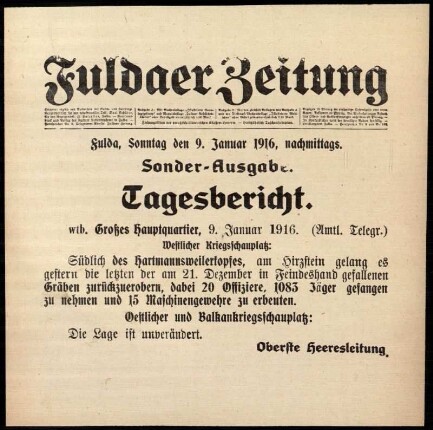 Fuldaer Zeitung
Fulda, Sonntag den 9. Januar 1916, nachmittags.
Sonder-Ausgabe.
Tagesbericht.
wtb. Großes Hauptquartier, 9. Januar 1916. (Amtl. Telegr.)
Westlicher Kriegsschauplatz:
Südlich des Hartmannsweilerkopfes, am Hirzstein gelang es
gestern die letzten der am 21. Dezember in Feindeshand gefallenen
Gräben zurückzuerobern, dabei 20 Offiziere, 1083 Jäger gefangen
zu nehmen und 15 Maschinengewehre zu erbeuten.
Oestlicher und Balkankriegsschauplatz:
Die Lage ist unverändert.
Oberste Heeresleitung.